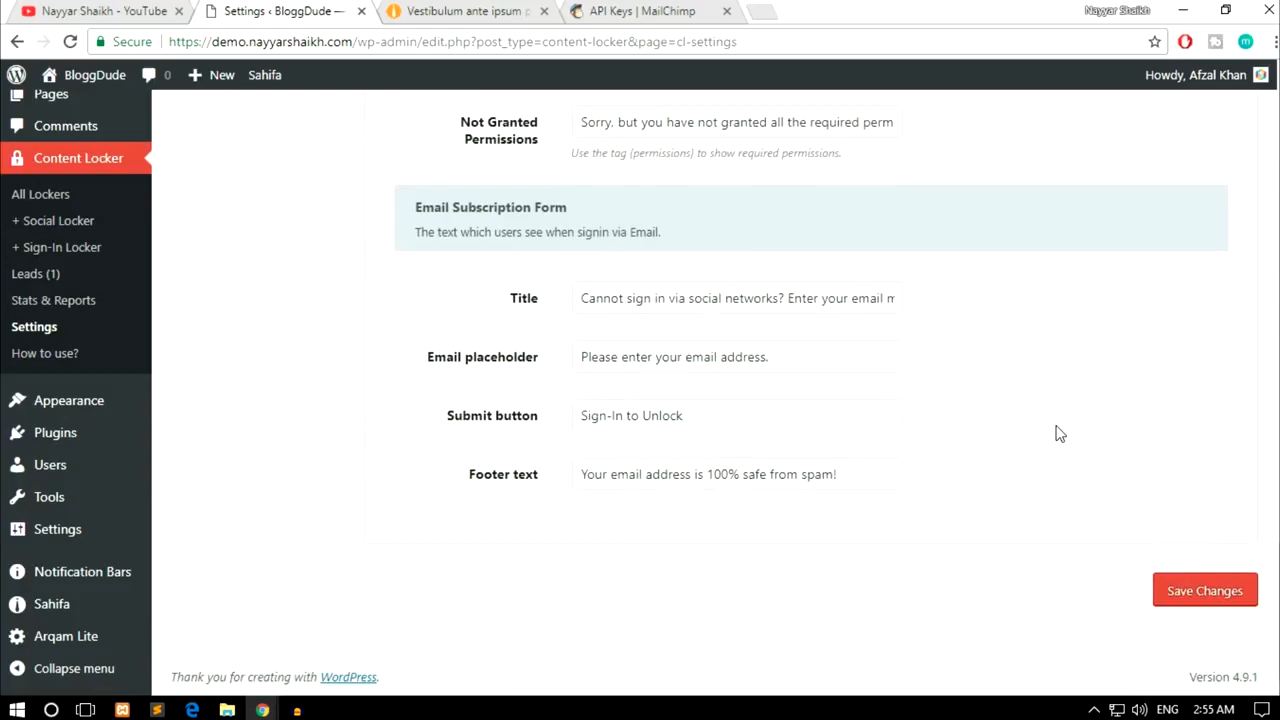 Nayyar Shaikh - YouTube
Settings ‹ BloggDude —
Vestibulum ante ipsum p
API Keys | MailChimp
Nayyar Shaikh
Secure
https://demo.nayyarshaikh.com/wp-admin/edit.php?post_type=content-locker&page=cl-settings
BloggDude
0
New
Sahifa
Howdy, Afzal Khan
Pages
Comments
Content Locker
All Lockers
+ Social Locker
+ Sign-In Locker
Leads (1)
Stats & Reports
Settings
How to use?
Appearance
Plugins
Users
Tools
Settings
Notification Bars
Sahifa
Arqam Lite
Collapse menu
Not Granted
Permissions
Sorry, but you have not granted all the required perm
Use the tag {permissions} to show required permissions.
Email Subscription Form
The text which users see when signin via Email.
Title
Cannot sign in via social networks? Enter your email m
Email placeholder
Please enter your email address.
Submit button
Sign-In to Unlock
Footer text
Your email address is 100% safe from spam!
Save Changes
Thank you for creating with WordPress.
Version 4.9.1
ENG
2:55 AM